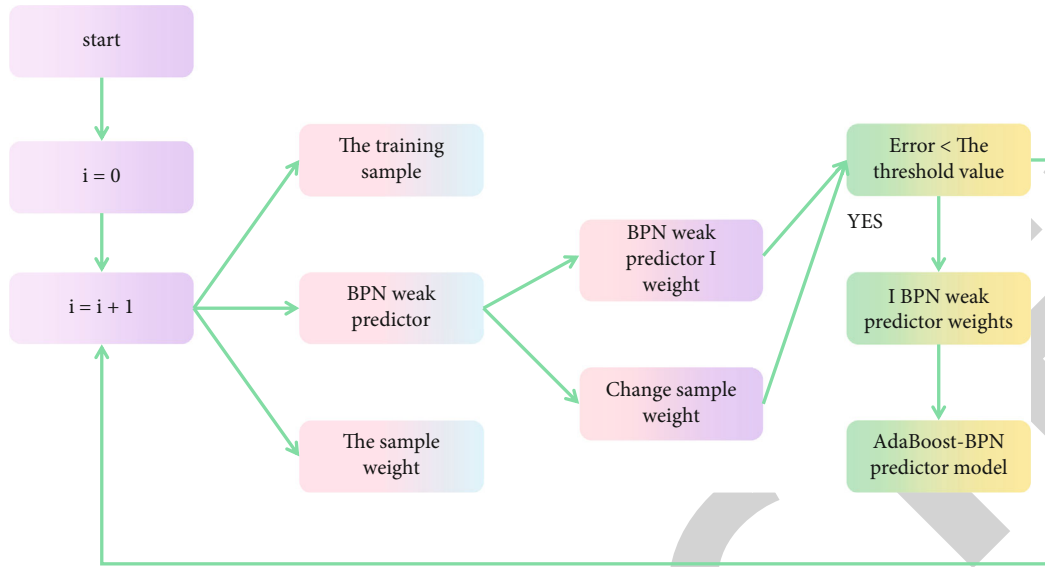 start
i = 0
i = i + 1
The training
sample
BPN weak
predictor
The sample
weight
BPN weak
predictor I
weight
Change sample
weight
Error < The
threshold value
YES
I BPN weak
predictor weights
AdaBoost-BPN
predictor model